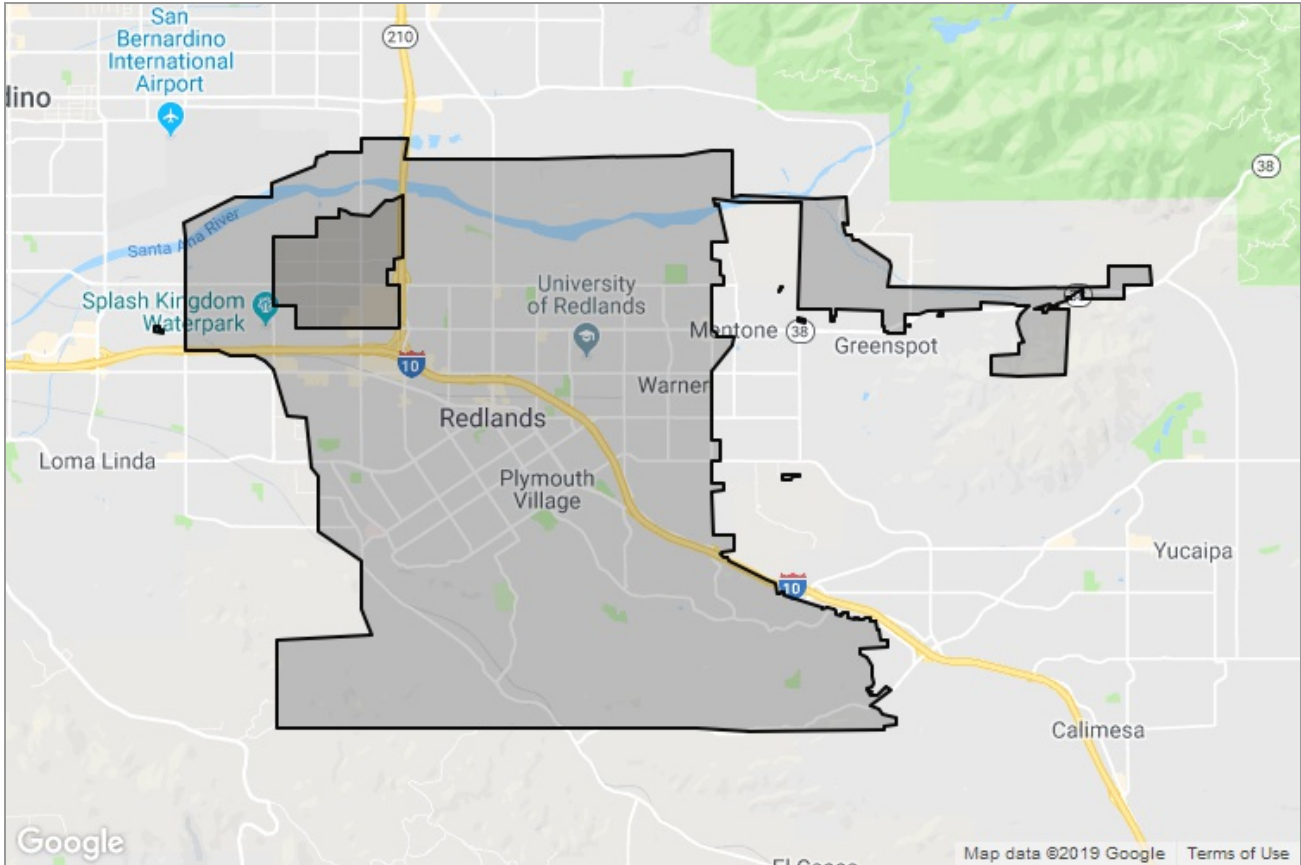 San
Bernardino
International
Airport
210
dino
38
Santa Ana River
Splash Kingdom
Waterpark
University
of Redlands
Mentone
38
Greenspot
10
Warner
Redlands
Loma Linda
Plymouth
Village
Yucaipa
10
Calimesa
Google
Map data ©2019 Google
Terms of Use